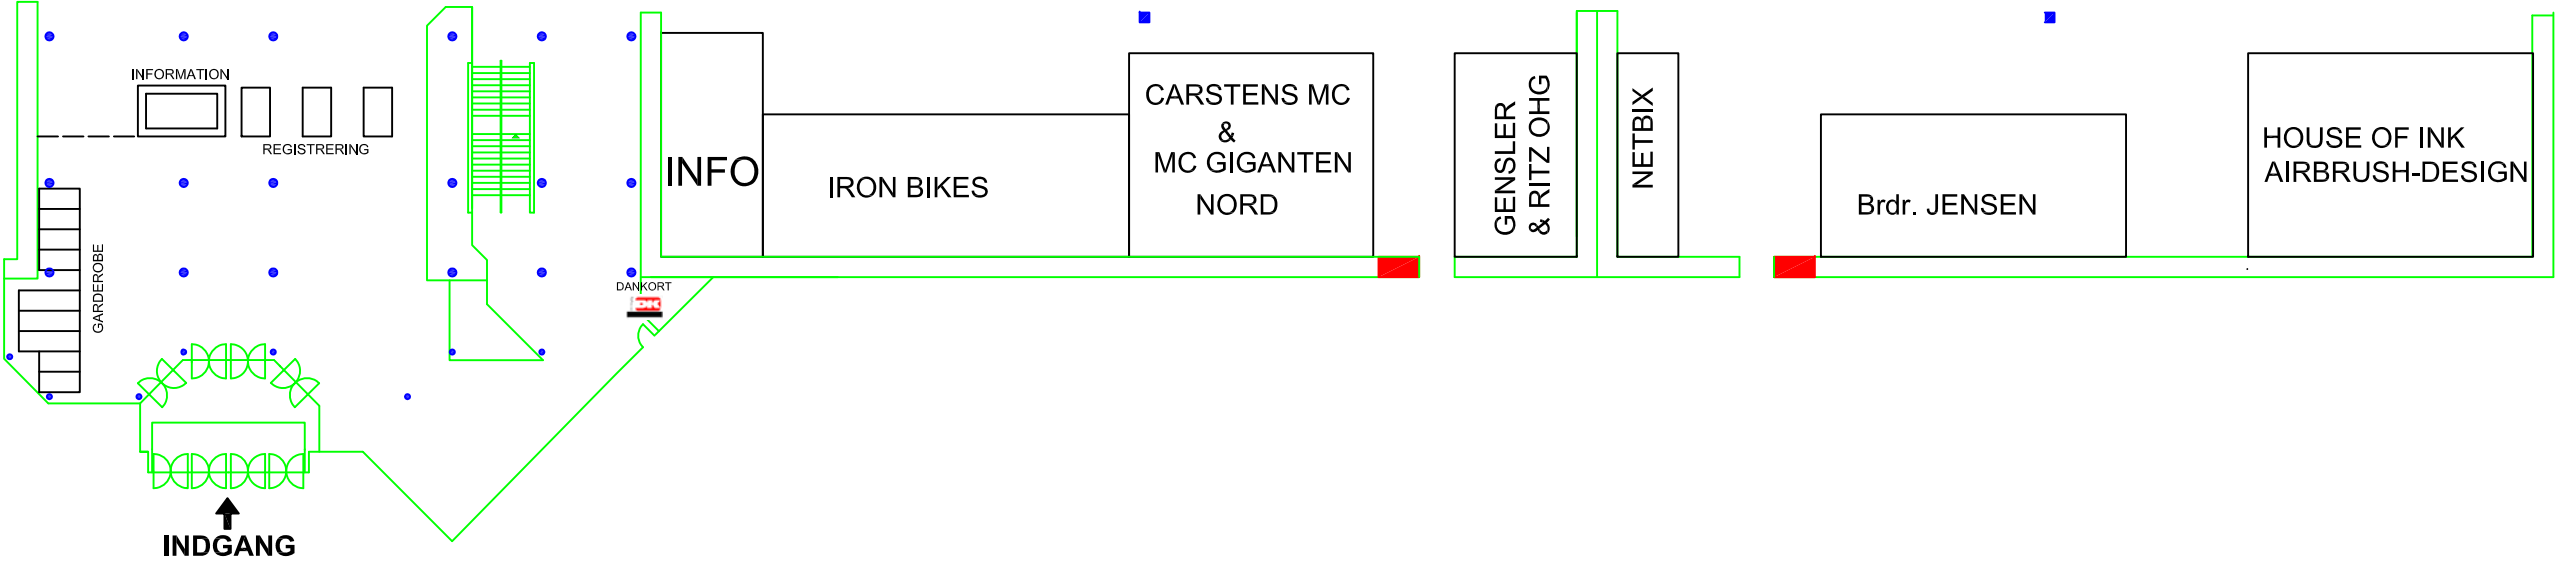 INFORMATION
REGISTRERING
GARDEROBE
INDGANG
DANKORT
DK
INFO
IRON BIKES
CARSTENS MC
&
MC GIGANTEN
NORD
GENSLER
& RITZ OHG
NETBIX
Brdr. JENSEN
HOUSE OF INK
AIRBRUSH-DESIGN